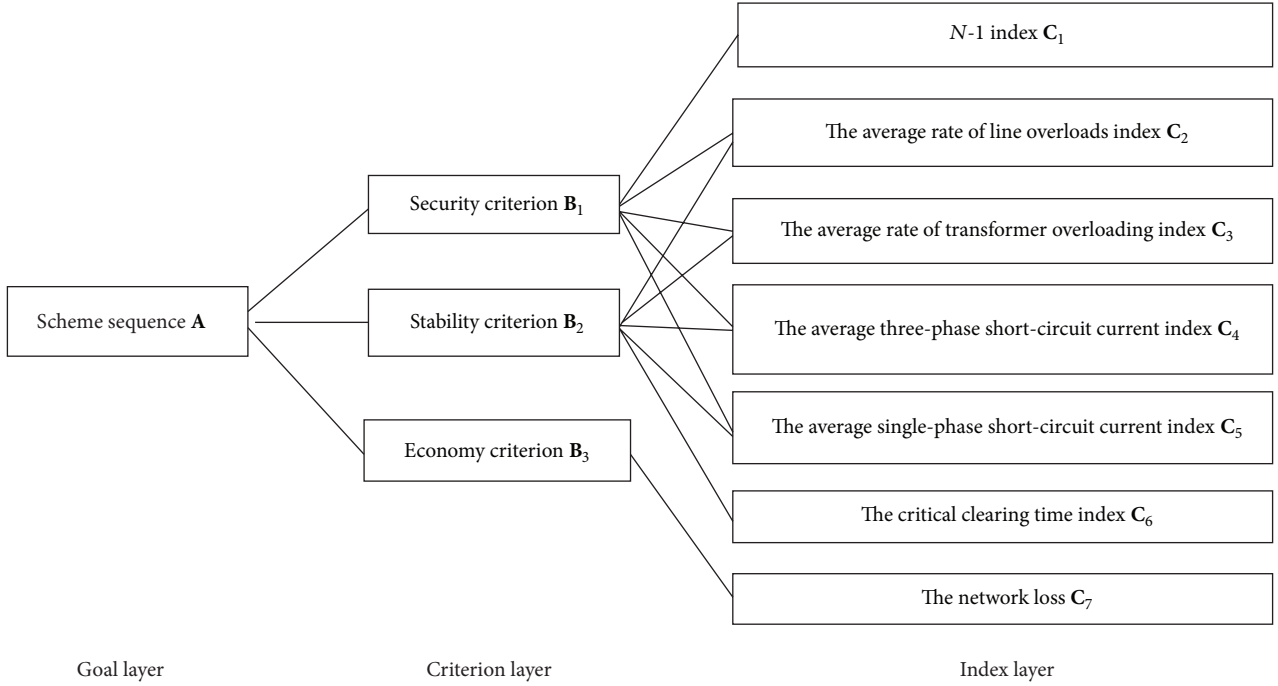 N-1 index C₁
The average rate of line overloads index C₂
Security criterion B₁
The average rate of transformer overloading index C₃
Scheme sequence A
Stability criterion B₂
The average three-phase short-circuit current index C₄
Economy criterion B₃
The average single-phase short-circuit current index C₅
The critical clearing time index C₆
The network loss C₇
Goal layer
Criterion layer
Index layer